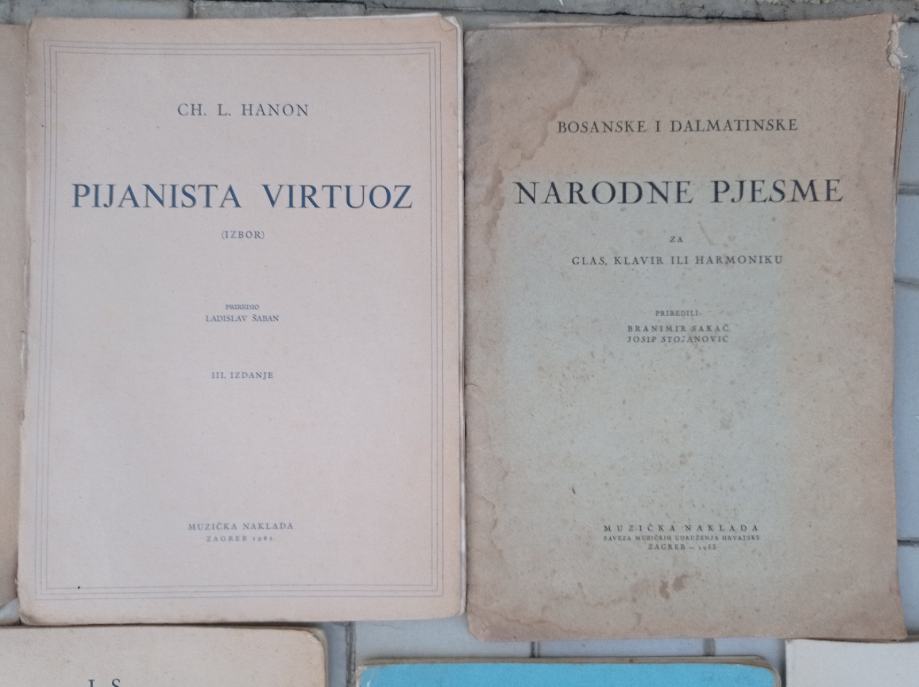 CH. L. HANON
PIJANISTA VIRTUOZ
(IZBOR)
PRIREDIO
LADISLAV ŠABAN
III. IZDANJE
MUZIČKA NAKLADA
ZAGREB
BOSANSKE I DALMATINSKE
NARODNE PJESME
ZA
GLAS, KLAVIR ILI HARMONIKU
PRIREDILI:
BRANIMIR SAKAČ
JOSIP STOJANOVIĆ
MUZIČKA NAKLADA
SAVEZA MUZIČKIH UDRUŽENJA HRVATSKE
ZAGREB —